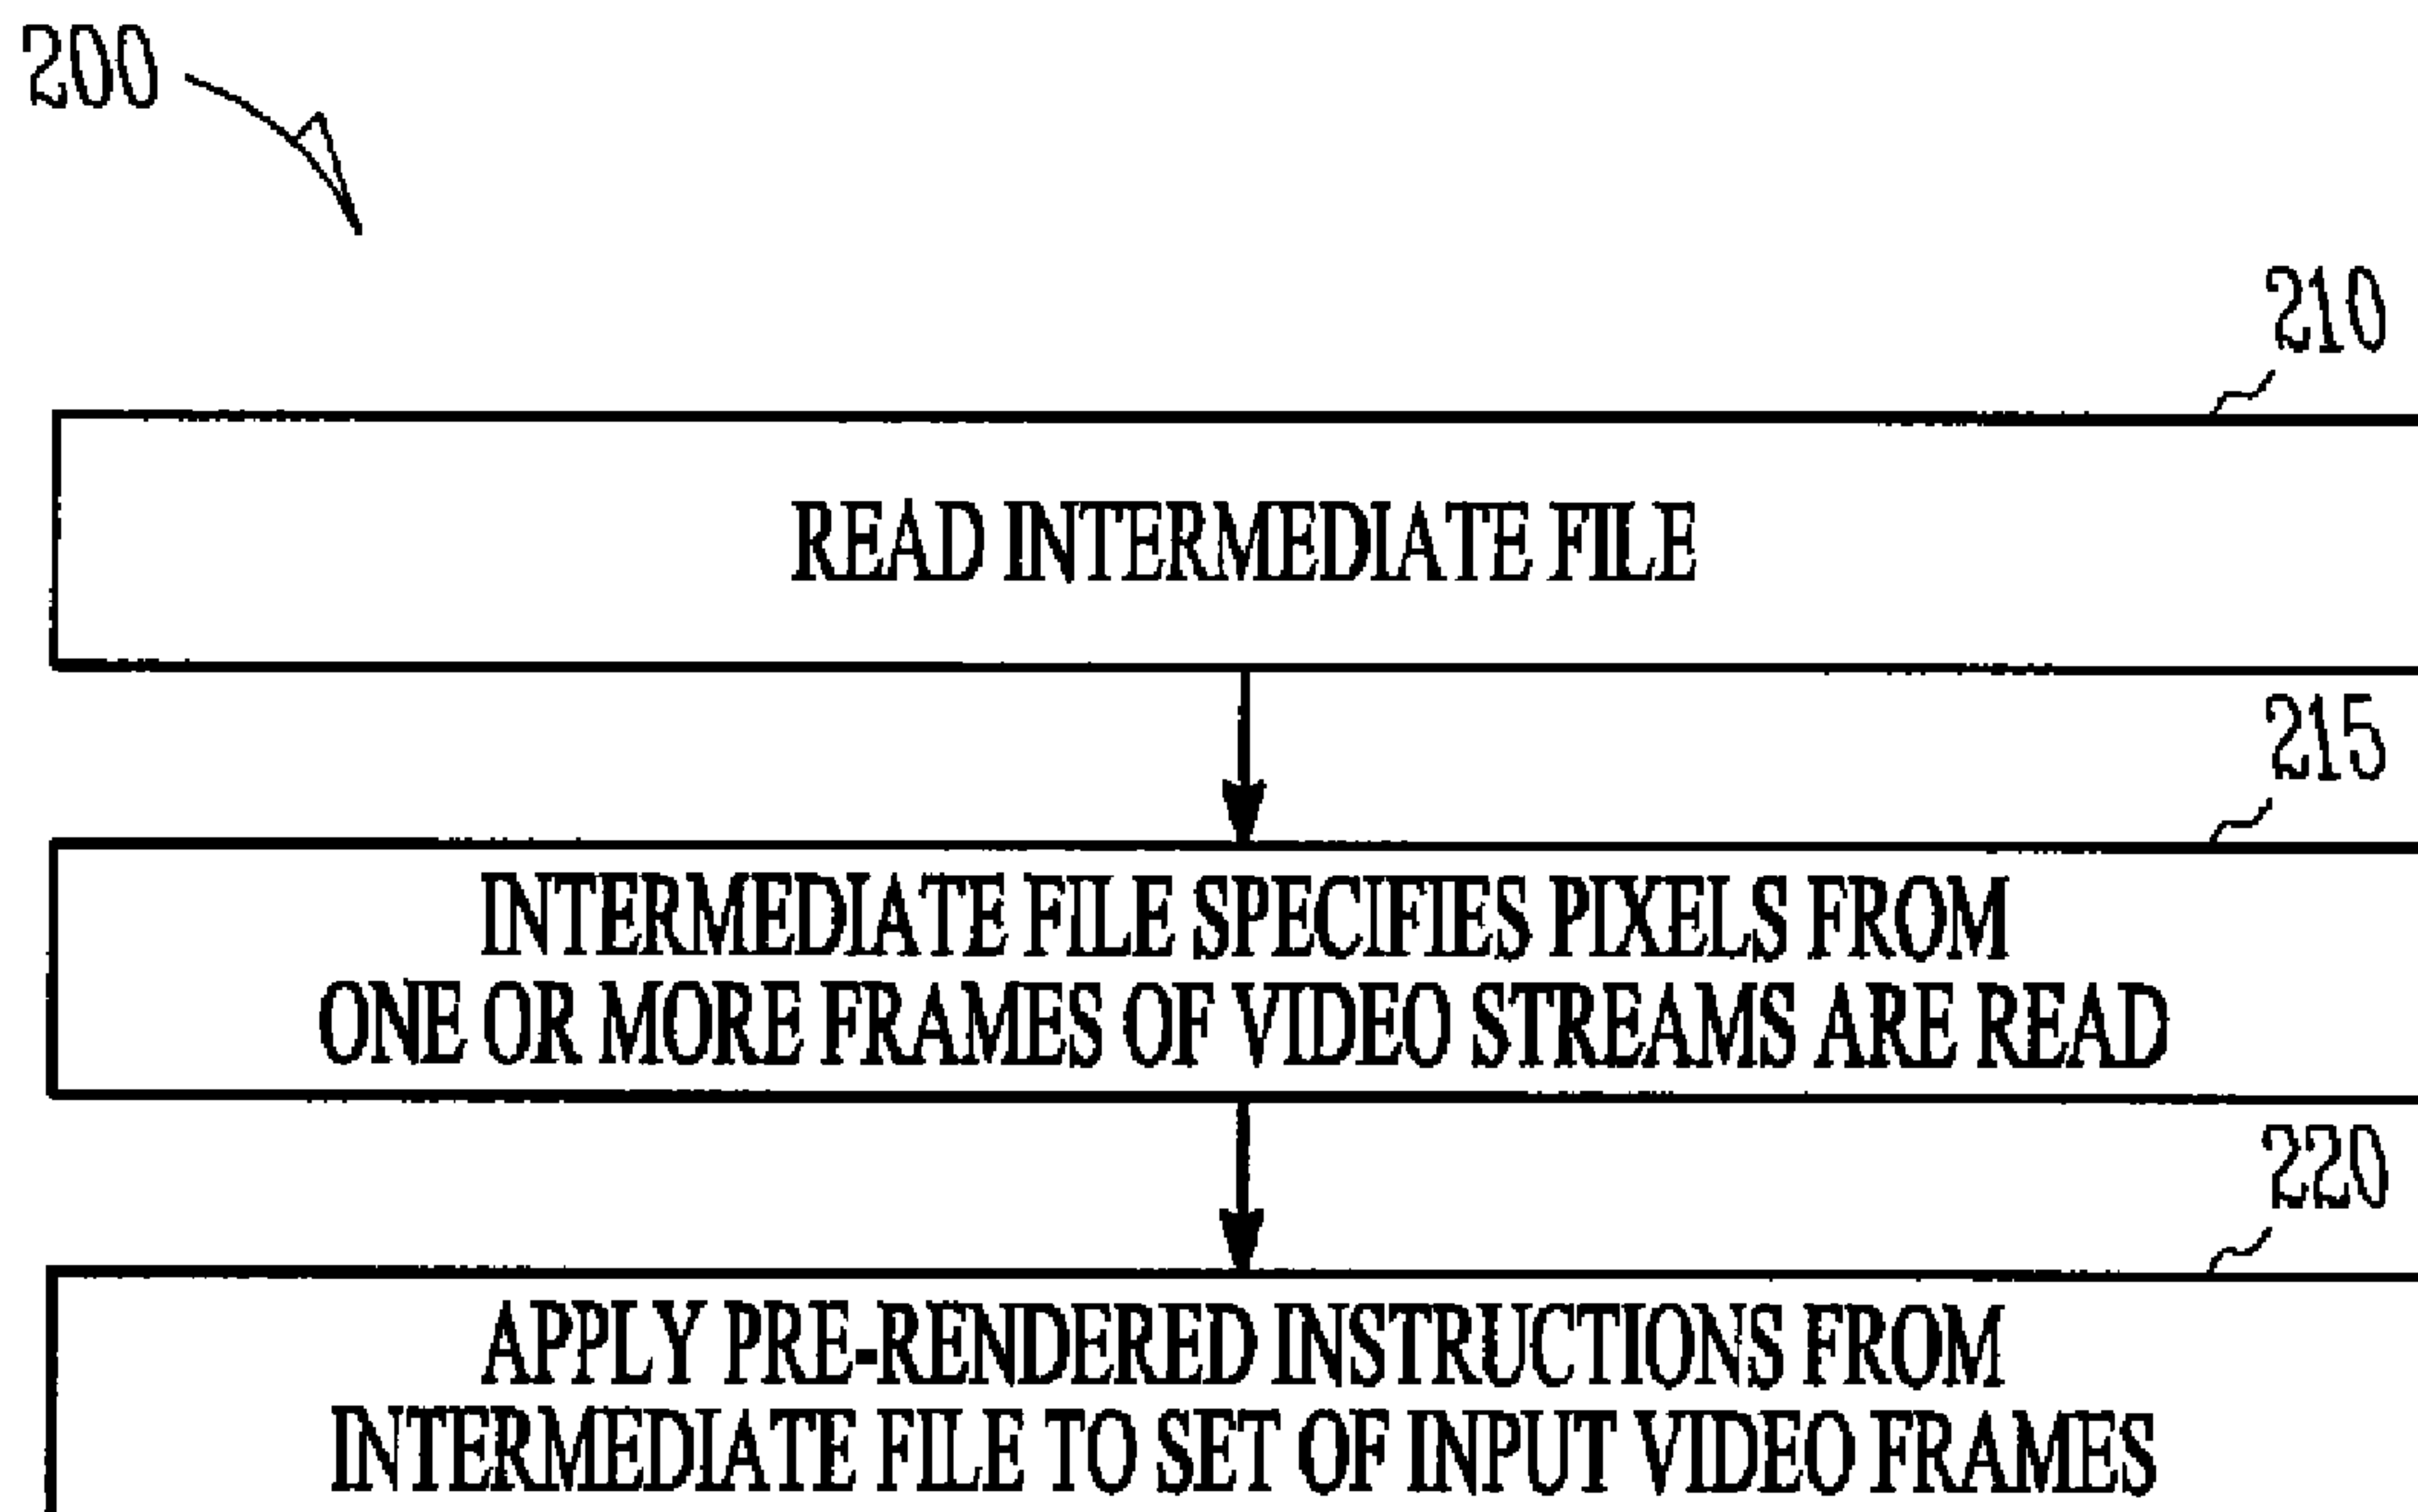 200
210
READ INTERMEDIATE FILE
215
INTERMEDIATE FILE SPECIFIES PIXELS FROM
ONE OR MORE FRAMES OF VIDEO STREAMS ARE READ
220
APPLY PRE-RENDERED INSTRUCTIONS FROM
INTERMEDIATE FILE TO SET OF INPUT VIDEO FRAMES